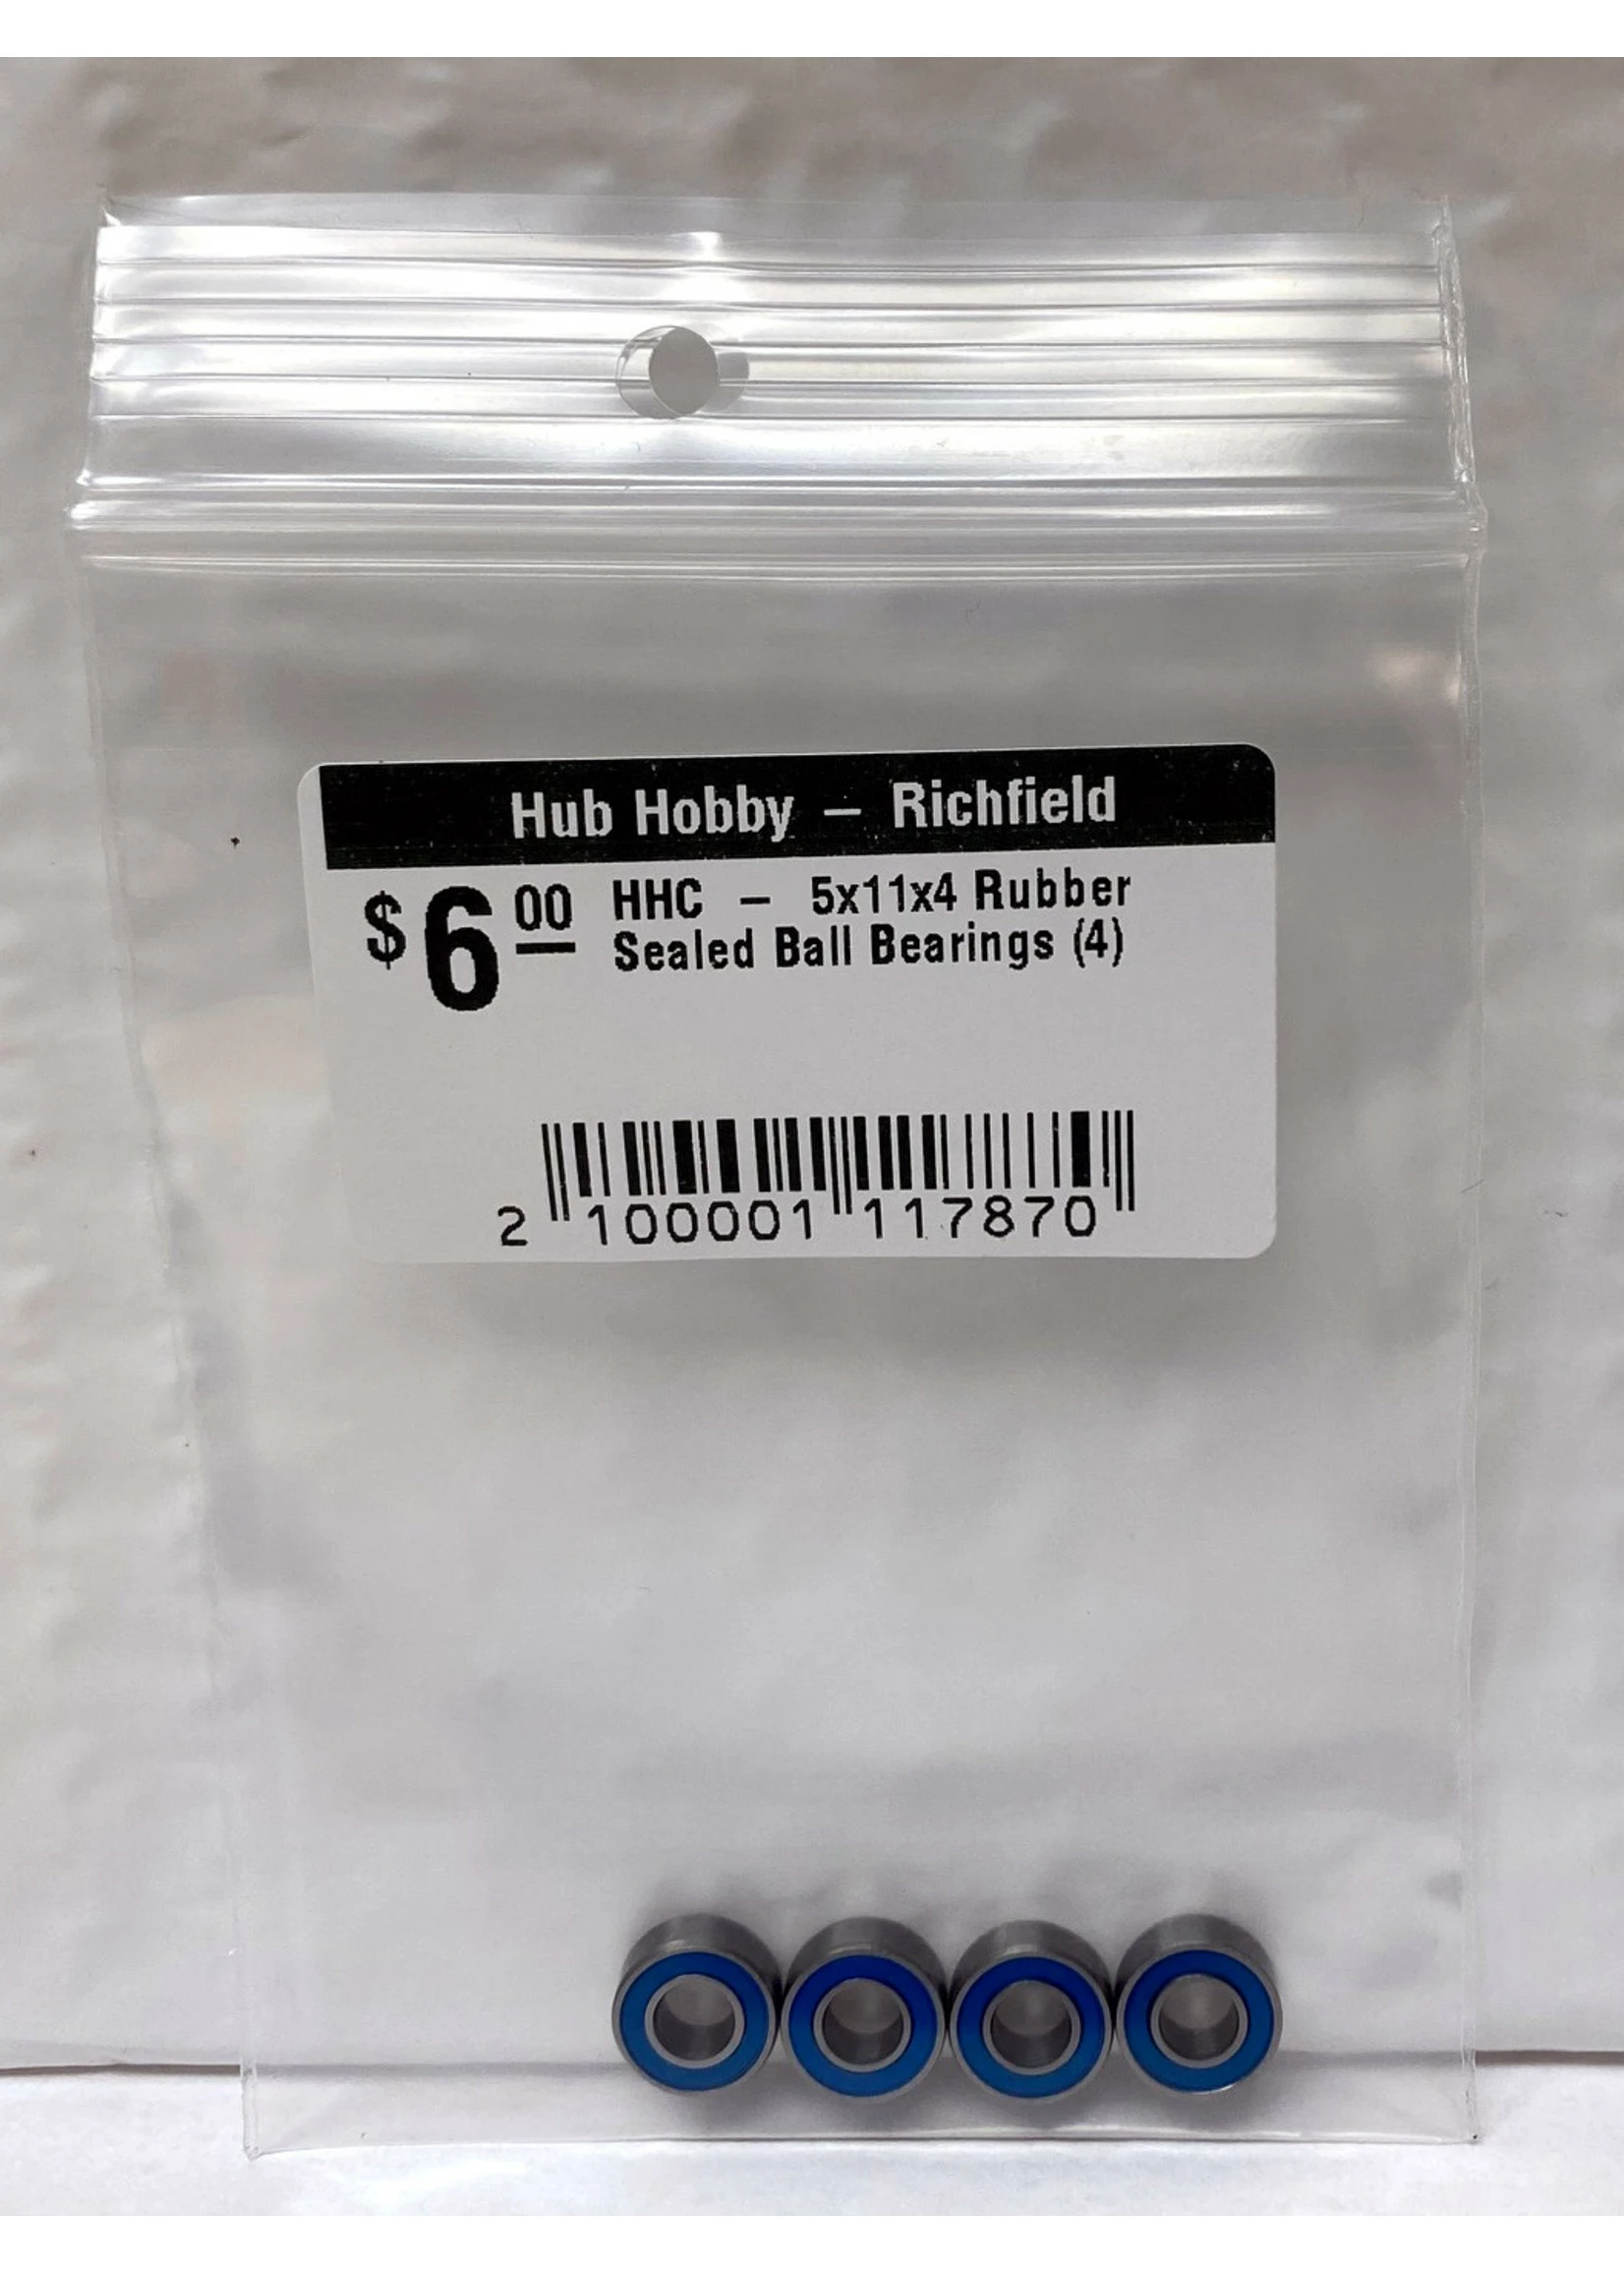 Hub Hobby – Richfield
$6 00 HHC – 5x11x4 Rubber
Sealed Ball Bearings (4)
2 100001 117870